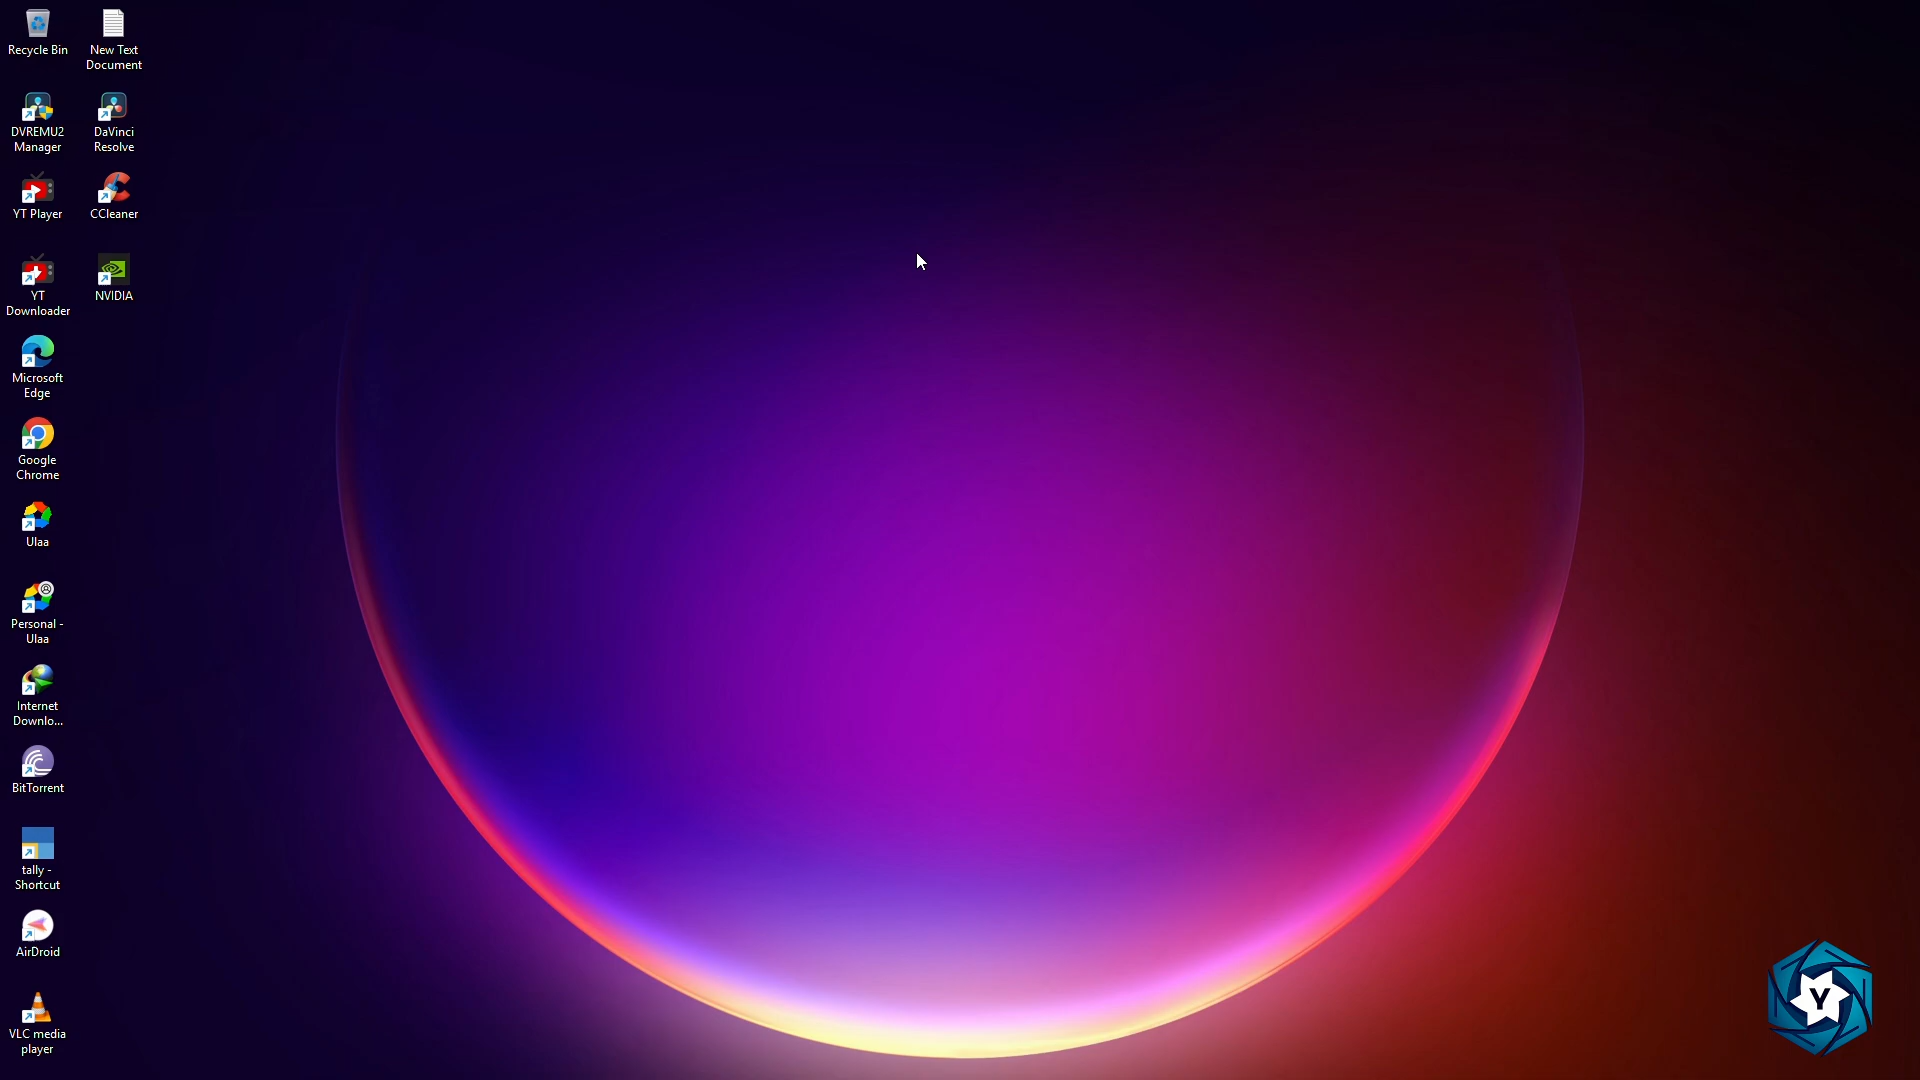 Recycle Bin
New Text
Document
DVREMU2
Manager
DaVinci
Resolve
YT Player
CCleaner
YT
Downloader
NVIDIA
Microsoft
Edge
Google
Chrome
Ulaa
Personal -
Ulaa
Internet
Downlo...
BitTorrent
tally -
Shortcut
AirDroid
VLC media
player
Y